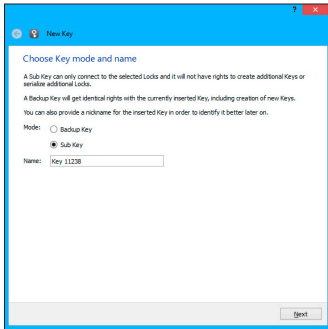 ?
New Key
Choose Key mode and name
A Sub Key can only connect to the selected Locks and it will not have rights to create additional Keys or
serialize additional Locks.
A Backup Key will get identical rights with the currently inserted Key, including creation of new Keys.
You can also provide a nickname for the inserted Key in order to identify it better later on.
Mode: Backup Key
Sub Key
Name: Key 11238
Next